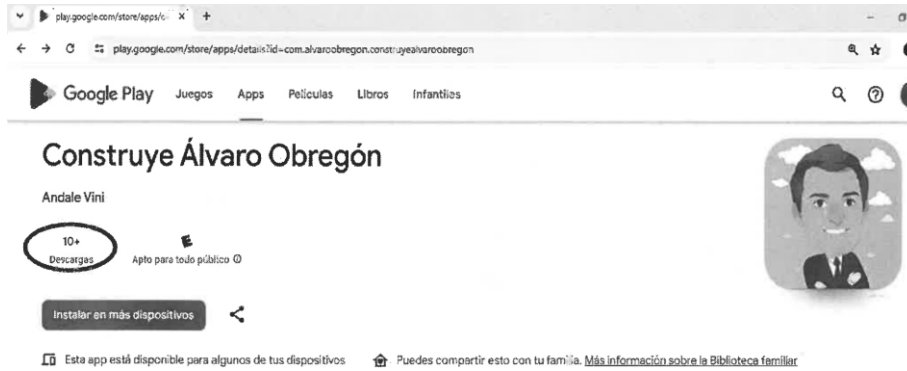 play.google.com/store/apps/c
play.google.com/store/apps/details?id=com.alvaroobregon.construyealvaroobregon
Google Play Juegos Apps Películas Libros Infantiles
Construye Álvaro Obregón
Andale Vini
10+ E
Descargas Apto para todo público
Instalar en más dispositivos
Esta app está disponible para algunos de tus dispositivos Puedes compartir esto con tu familia. Más información sobre la Biblioteca familiar